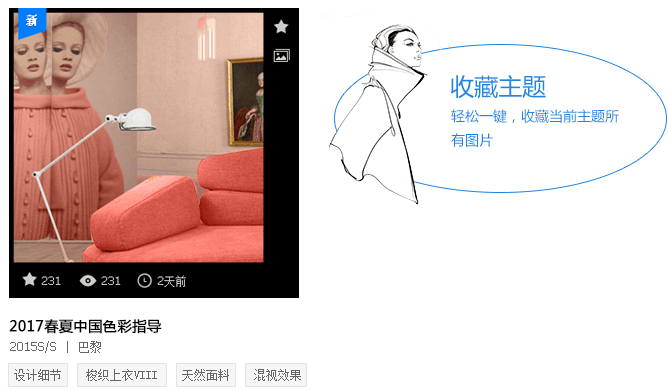 新
收藏主题
轻松一键，收藏当前主题所
有图片
231 231 2天前
2017春夏中国色彩指导
2015S/S | 巴黎
设计细节 梭织上衣VIII 天然面料 混视效果